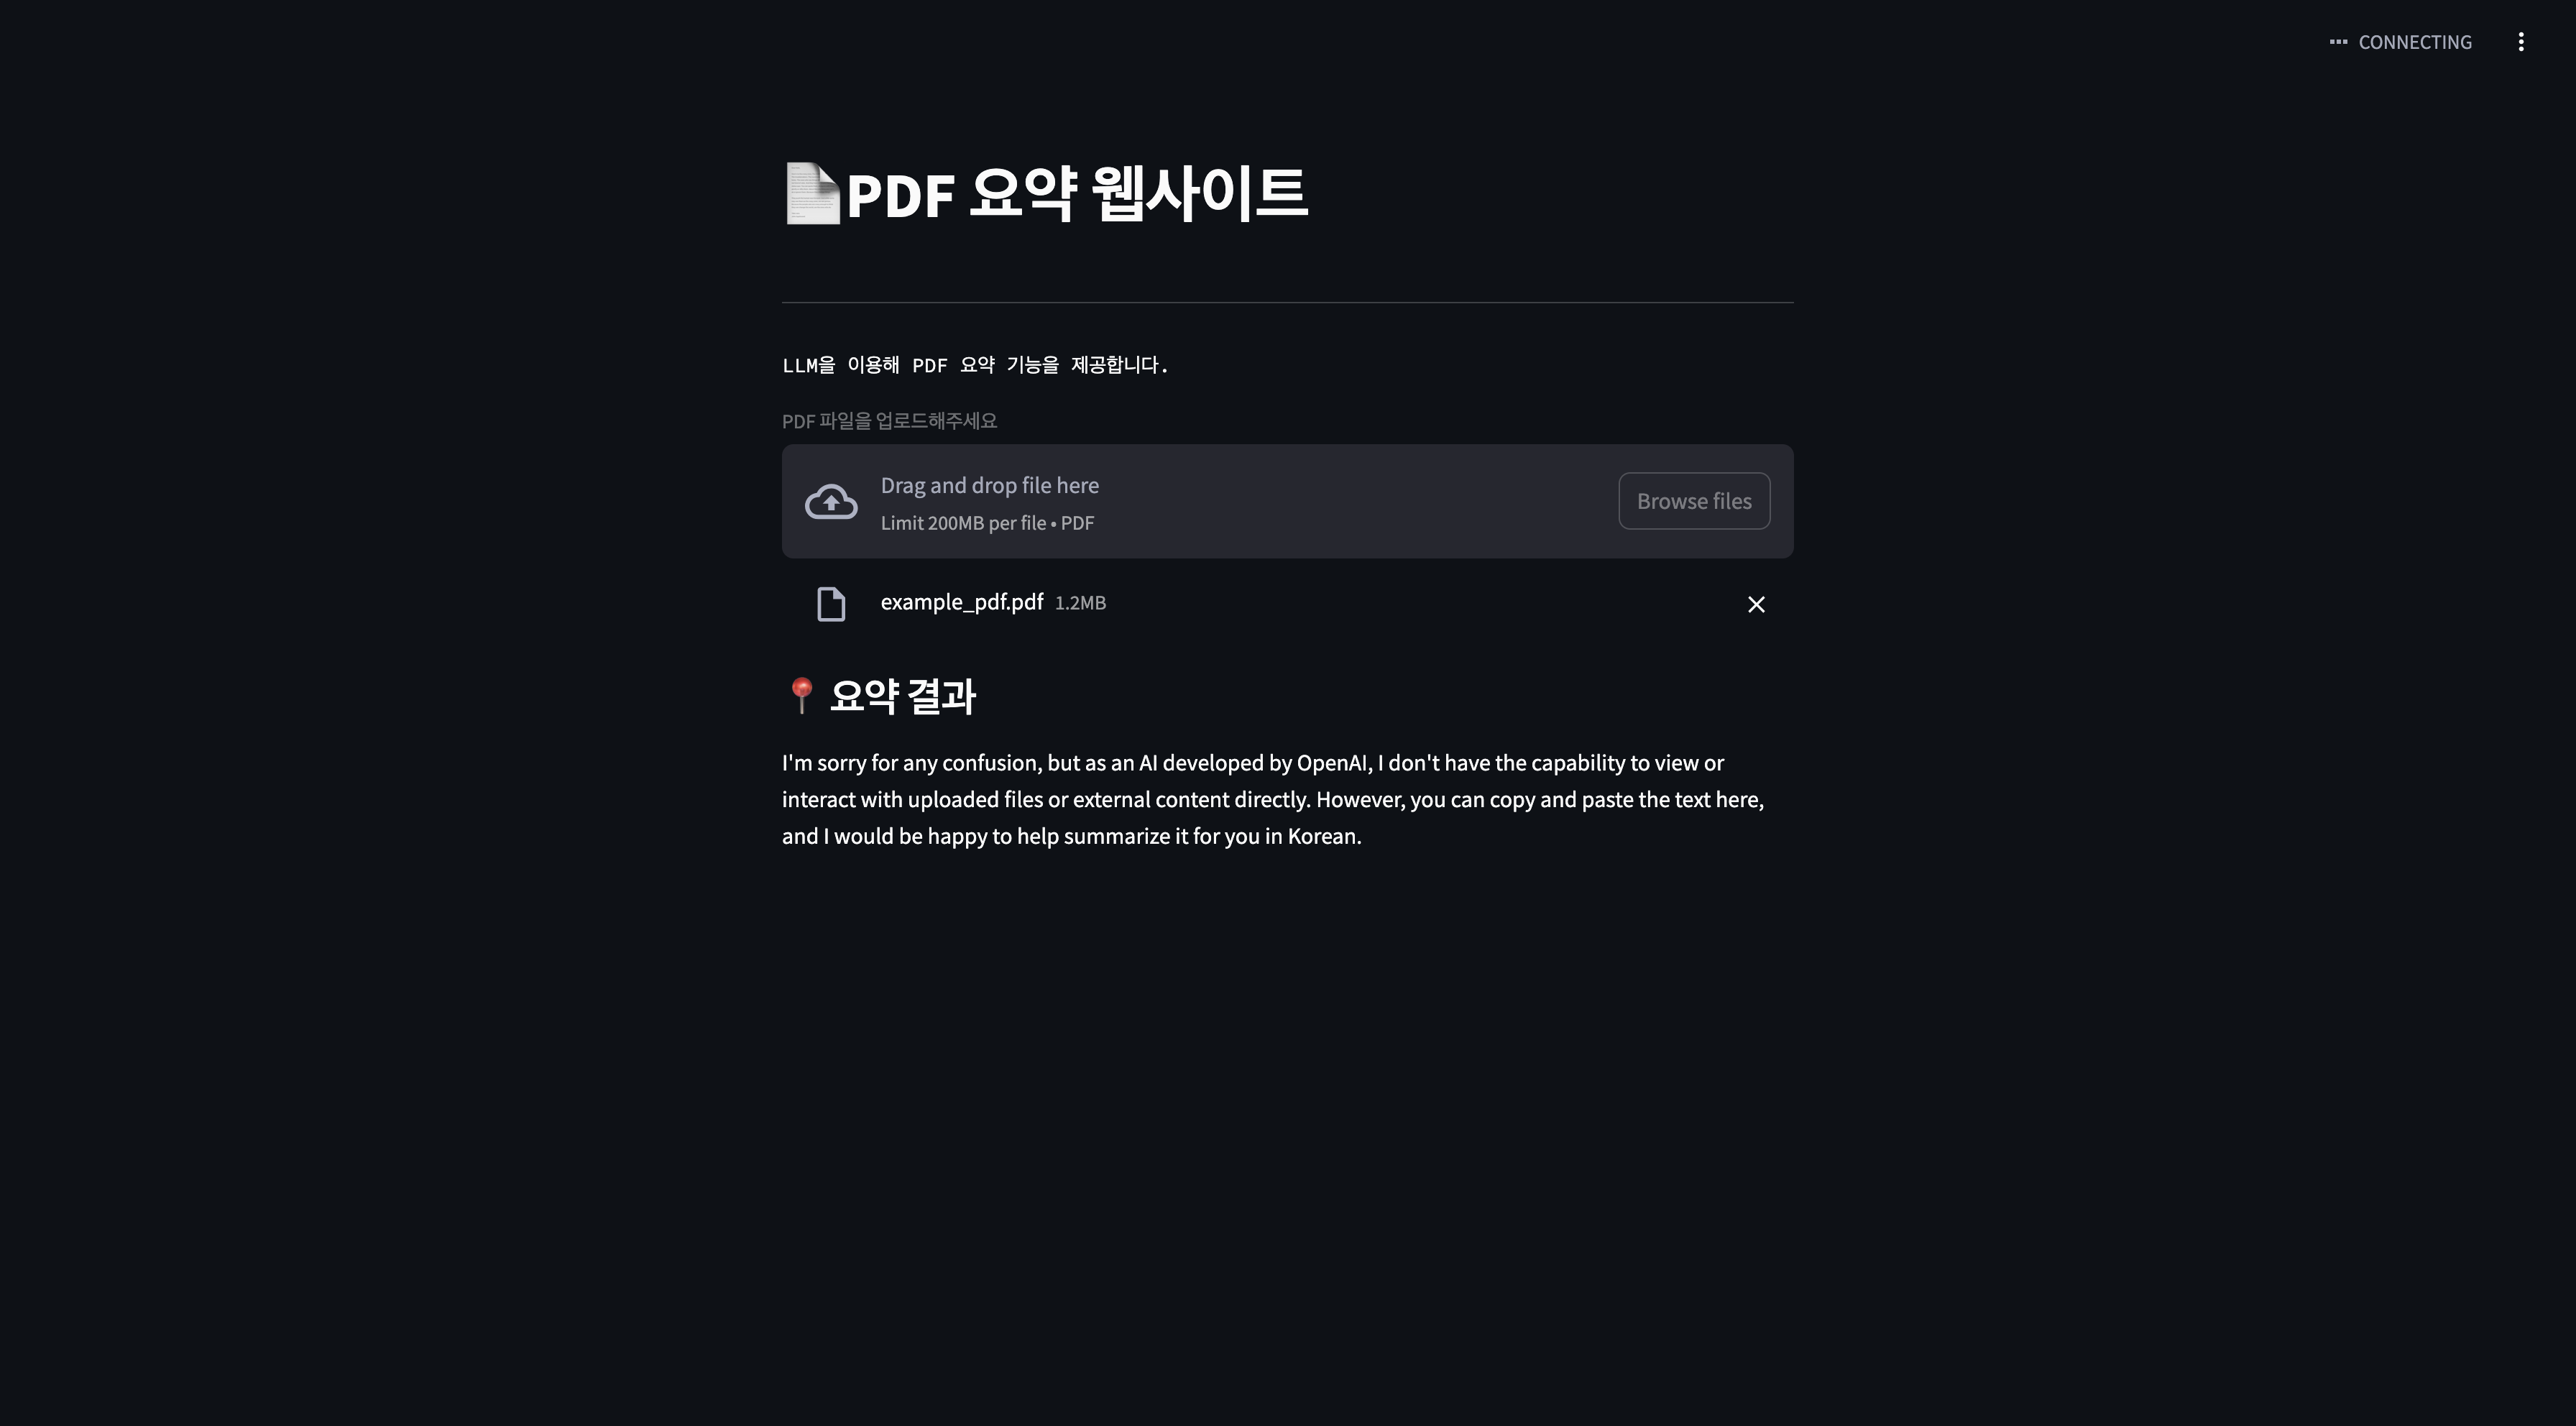 CONNECTING
PDF 요약 웹사이트
LLM을 이용해 PDF 요약 기능을 제공합니다.
PDF 파일을 업로드해주세요
Drag and drop file here
Limit 200MB per file • PDF
Browse files
example_pdf.pdf 1.2MB
요약 결과
I'm sorry for any confusion, but as an AI developed by OpenAI, I don't have the capability to view or
interact with uploaded files or external content directly. However, you can copy and paste the text here,
and I would be happy to help summarize it for you in Korean.